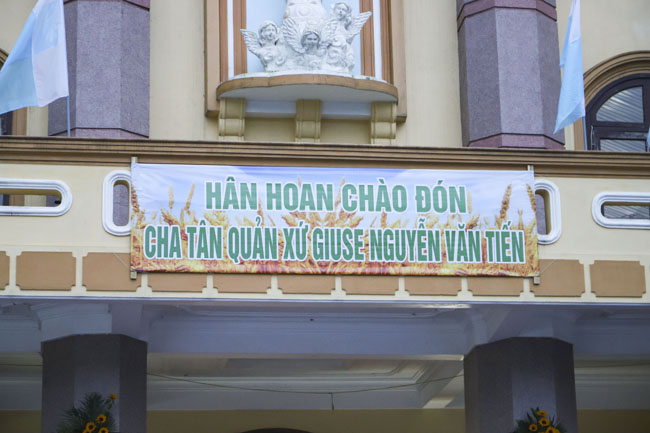 HÂN HOAN CHÀO ĐÓN
CHA TÂN QUẢN XỨ GIUSE NGUYỄN VĂN TIẾN